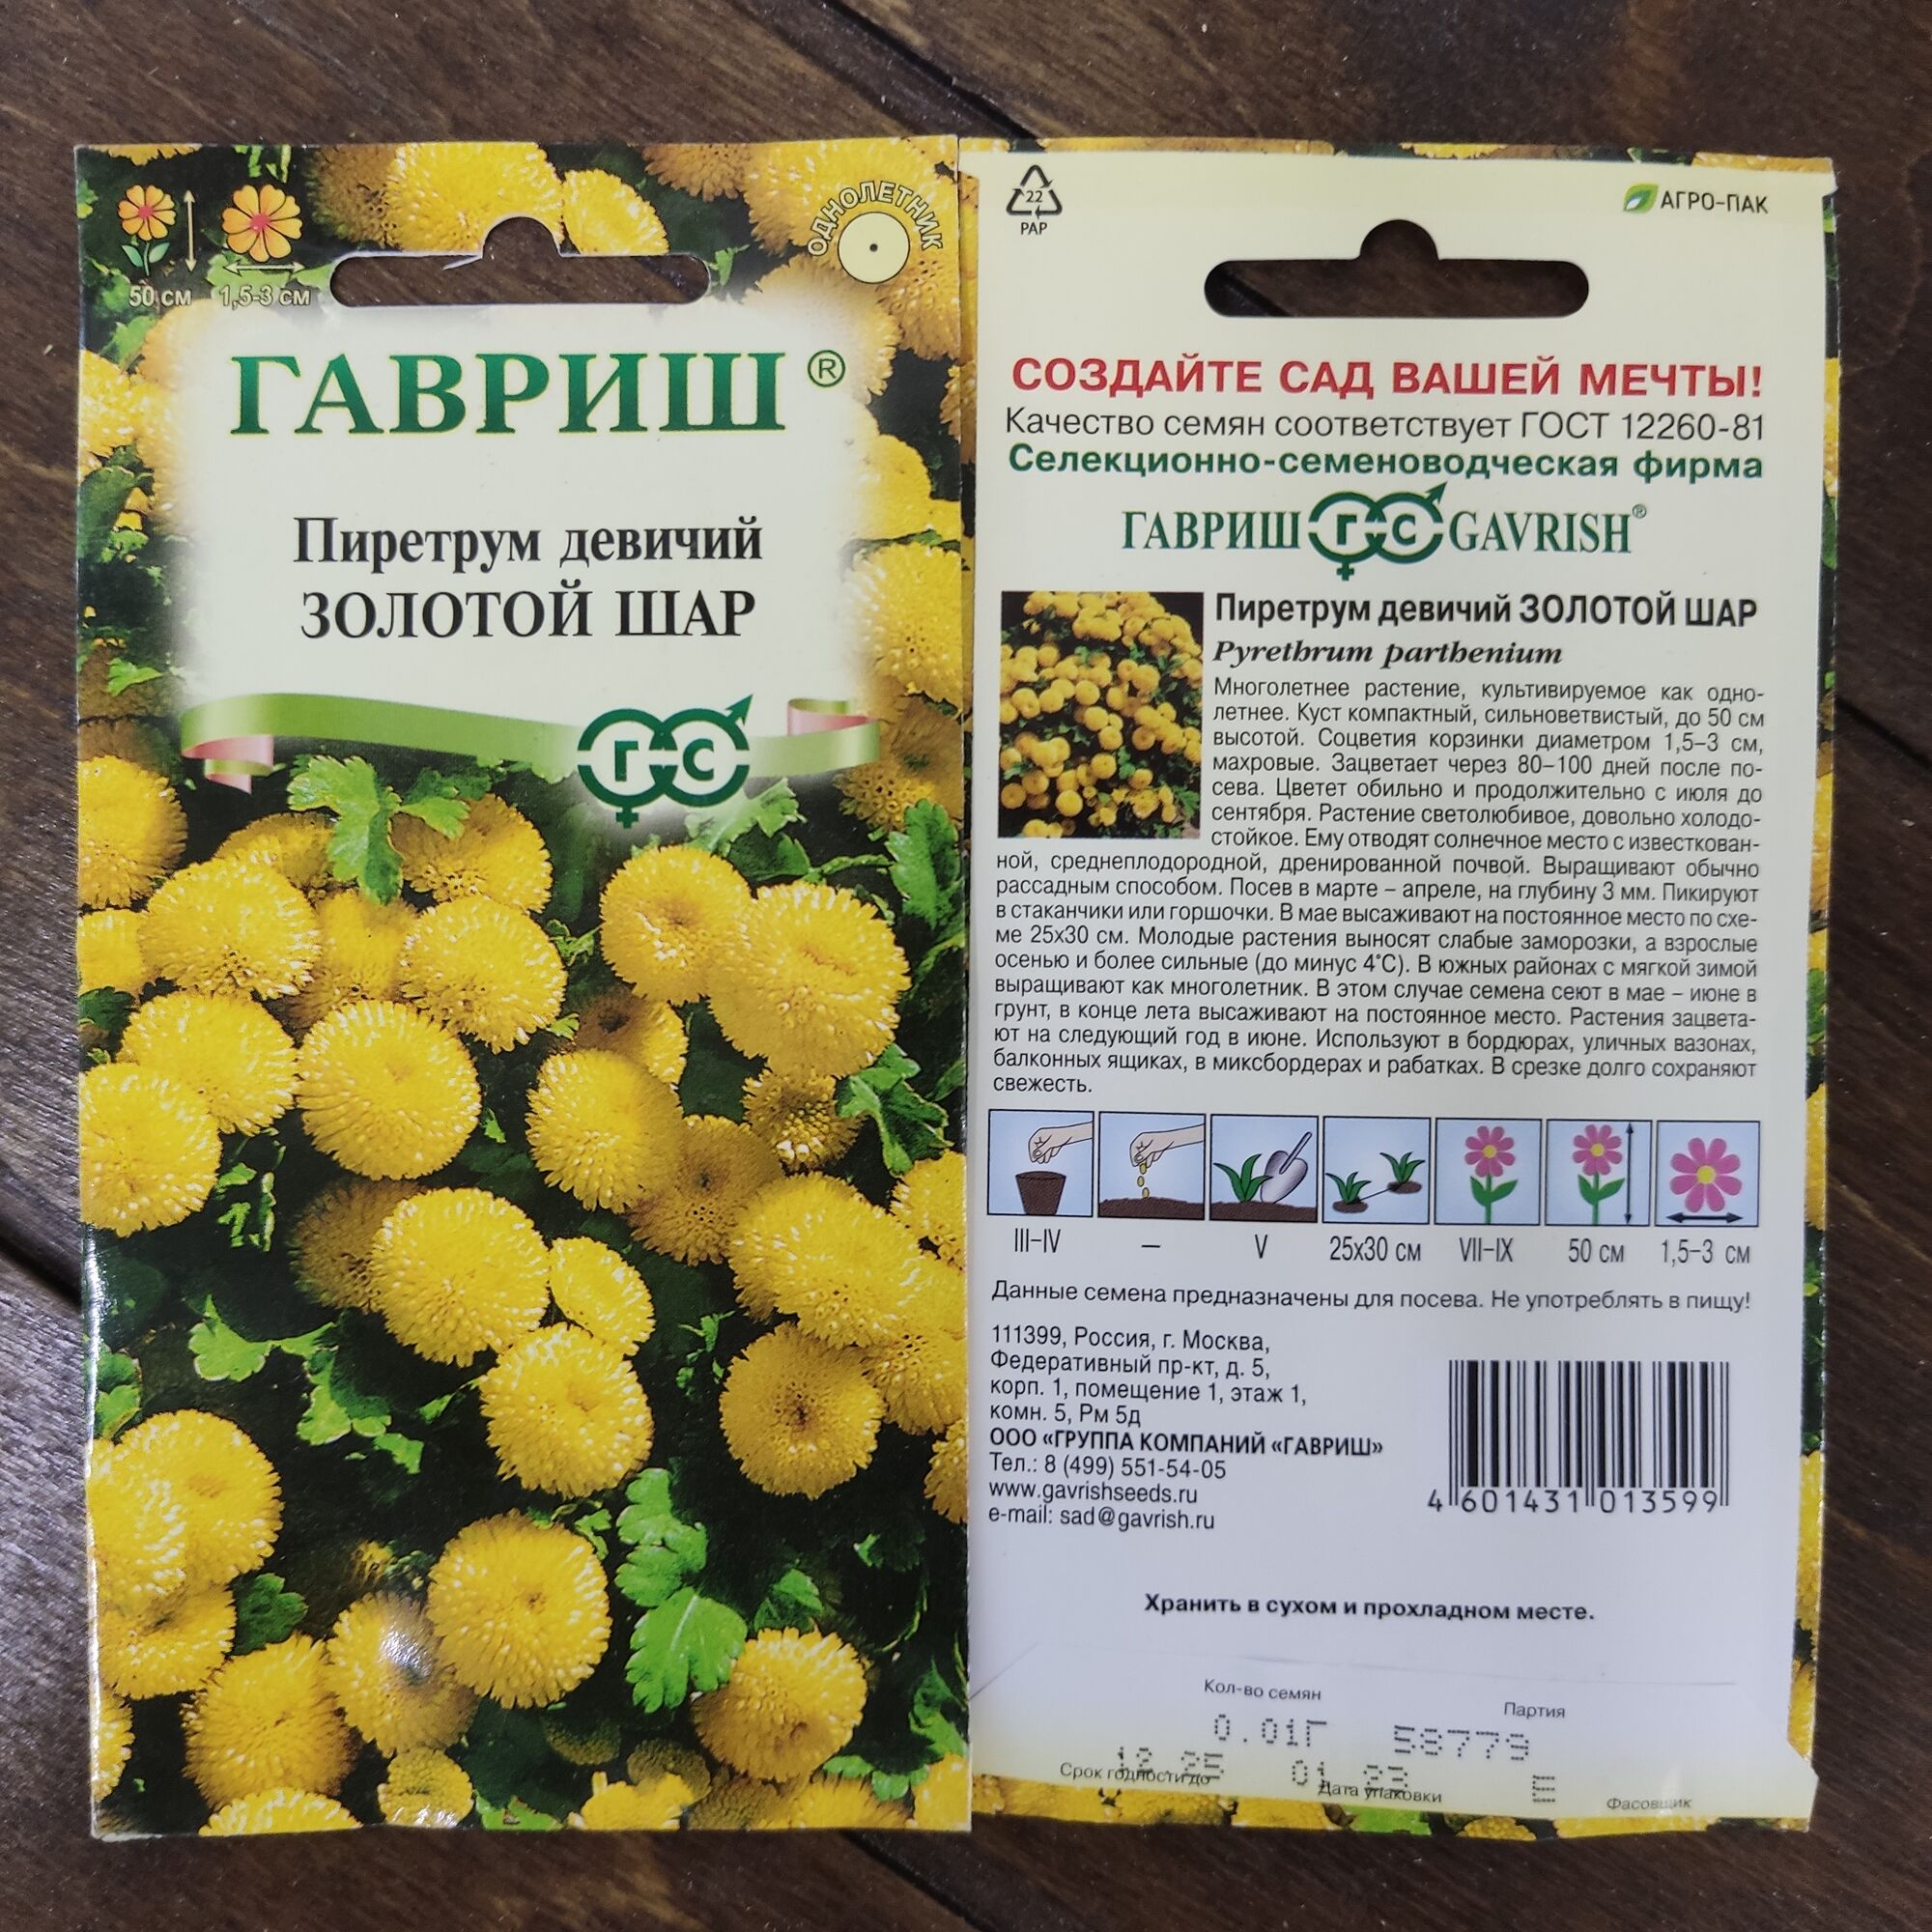 50 см
1,5-3 см
ОДНОЛЕТНИК
ГАВРИШ®
Пиретрум девичий
ЗОЛОТОЙ ШАР
Г С
22
PAP
АГРО-ПАК
СОЗДАЙТЕ САД ВАШЕЙ МЕЧТЫ!
Качество семян соответствует ГОСТ 12260-81
Селекционно-семеноводческая фирма
ГАВРИШ Г С GAVRISH®
Пиретрум девичий ЗОЛОТОЙ ШАР
Pyrethrum parthenium
Многолетнее растение, культивируемое как одно-
летнее. Куст компактный, сильноветвистый, до 50 см
высотой. Соцветия корзинки диаметром 1,5–3 см,
махровые. Зацветает через 80–100 дней после по-
сева. Цветет обильно и продолжительно с июля до
сентября. Растение светолюбивое, довольно холодо-
стойкое. Ему отводят солнечное место с известкован-
ной, среднеплодородной, дренированной почвой. Выращивают обычно
рассадным способом. Посев в марте – апреле, на глубину 3 мм. Пикируют
в стаканчики или горшочки. В мае высаживают на постоянное место по схе-
ме 25х30 см. Молодые растения выносят слабые заморозки, а взрослые
осенью и более сильные (до минус 4°С). В южных районах с мягкой зимой
выращивают как многолетник. В этом случае семена сеют в мае – июне в
грунт, в конце лета высаживают на постоянное место. Растения зацвета-
ют на следующий год в июне. Используют в бордюрах, уличных вазонах,
балконных ящиках, в миксбордерах и рабатках. В срезке долго сохраняют
свежесть.
III–IV – V 25х30 см VII–IX 50 см 1,5–3 см
Данные семена предназначены для посева. Не употреблять в пищу!
111399, Россия, г. Москва,
Федеративный пр-кт, д. 5,
корп. 1, помещение 1, этаж 1,
комн. 5, Рм 5д
ООО «ГРУППА КОМПАНИЙ «ГАВРИШ»
Тел.: 8 (499) 551-54-05
www.gavrishseeds.ru
e-mail: sad@gavrish.ru
4 601431 013599
Хранить в сухом и прохладном месте.
Кол-во семян Партия
0.01Г 58779
12.25 01.23 Е
Срок годности до Дата упаковки Фасовщик